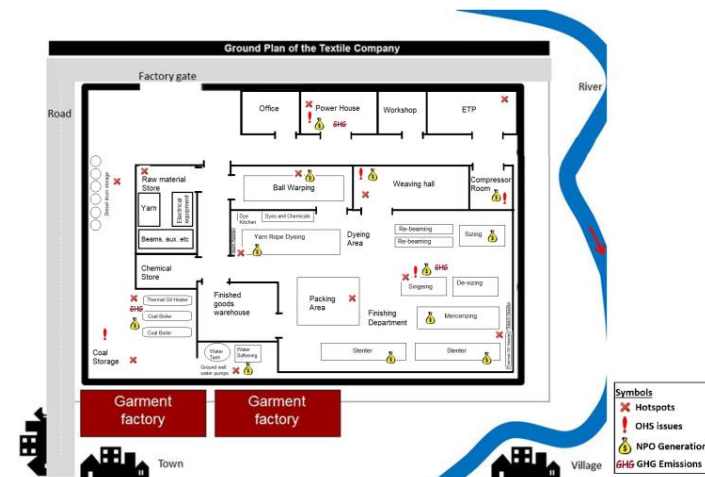 Ground Plan of the Textile Company
Factory gate
River
Road
Office
Power House
GHG
Workshop
ETP
Diesel drum storage
Raw material
Store
Yarn
Electrical
equipment
Beams, aux. etc
Ball Warping
Weaving hall
Compressor
Room
Dye
Kitchen
Dyes and Chemicals
Yarn Rope Dyeing
Dyeing
Area
Re-beaming
Re-beaming
Sizing
Chemical
Store
GHG
Singeing
De-sizing
Thermal Oil Heater
GHG
Coal Boiler
Coal Boiler
Finished
goods
warehouse
Packing
Area
Finishing
Department
Mercerizing
Coal
Storage
Water
Tank
Water
Softening
Ground well
water pumps
Stenter
Stenter
Garment
factory
Garment
factory
Town
Village
Symbols
Hotspots
OHS issues
NPO Generation
GHG GHG Emissions